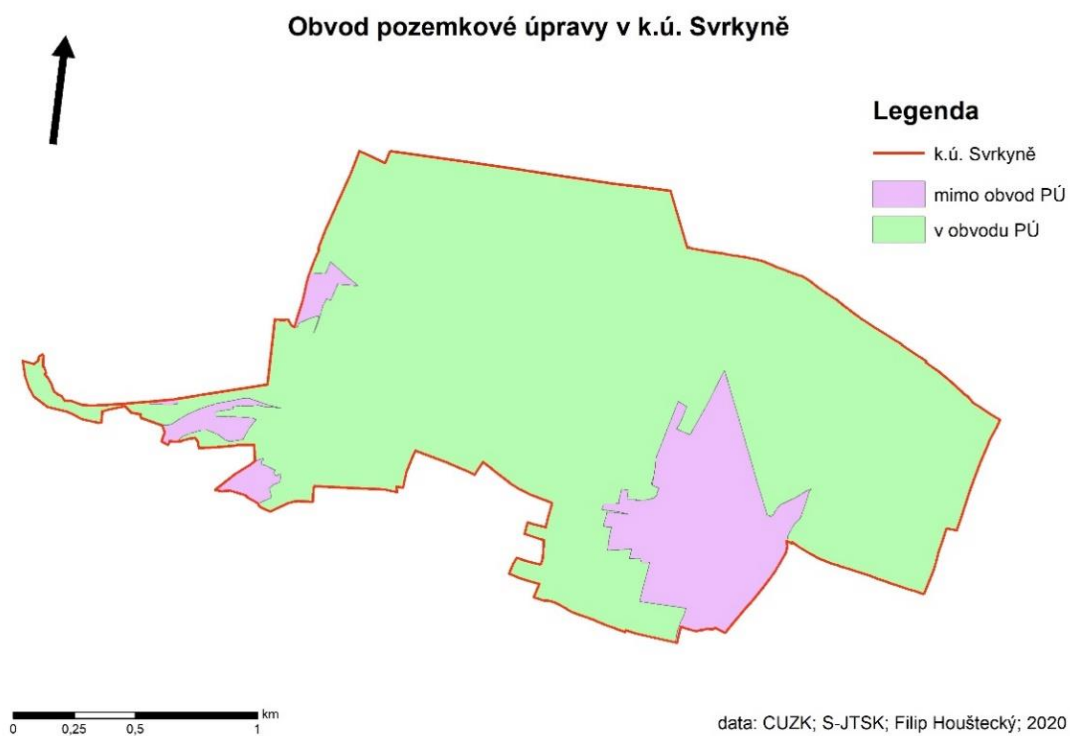 Obvod pozemkové úpravy v k.ú. Svrkyně
Legenda
k.ú. Svrkyně
mimo obvod PÚ
v obvodu PÚ
km
0 0,25 0,5 1
data: CUZK; S-JTSK; Filip Houštecký; 2020